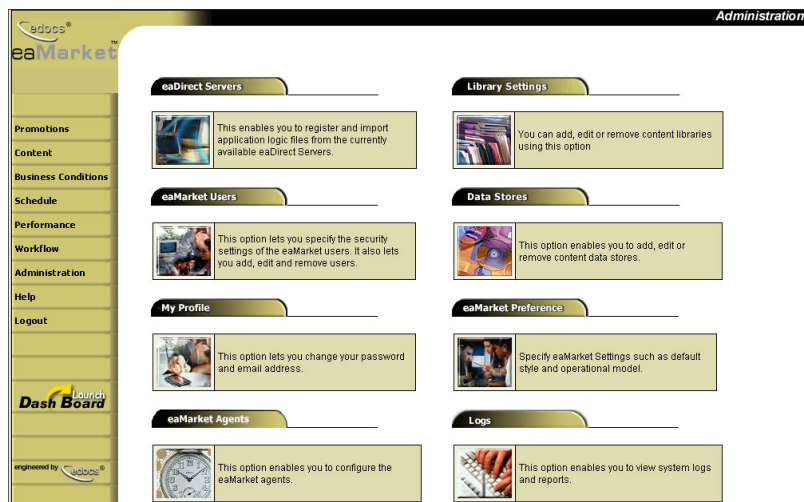 Administration
edocs®
eaMarket™
Promotions
Content
Business Conditions
Schedule
Performance
Workflow
Administration
Help
Logout
Launch
Dash Board
engineered by edocs®
eaDirect Servers
This enables you to register and import
application logic files from the currently
available eaDirect Servers.
Library Settings
You can add, edit or remove content libraries
using this option
eaMarket Users
This option lets you specify the security
settings of the eaMarket users. It also lets
you add, edit and remove users.
Data Stores
This option enables you to add, edit or
remove content data stores.
My Profile
This option lets you change your password
and email address.
eaMarket Preference
Specify eaMarket Settings such as default
style and operational model.
eaMarket Agents
This option enables you to configure the
eaMarket agents.
Logs
This option enables you to view system logs
and reports.